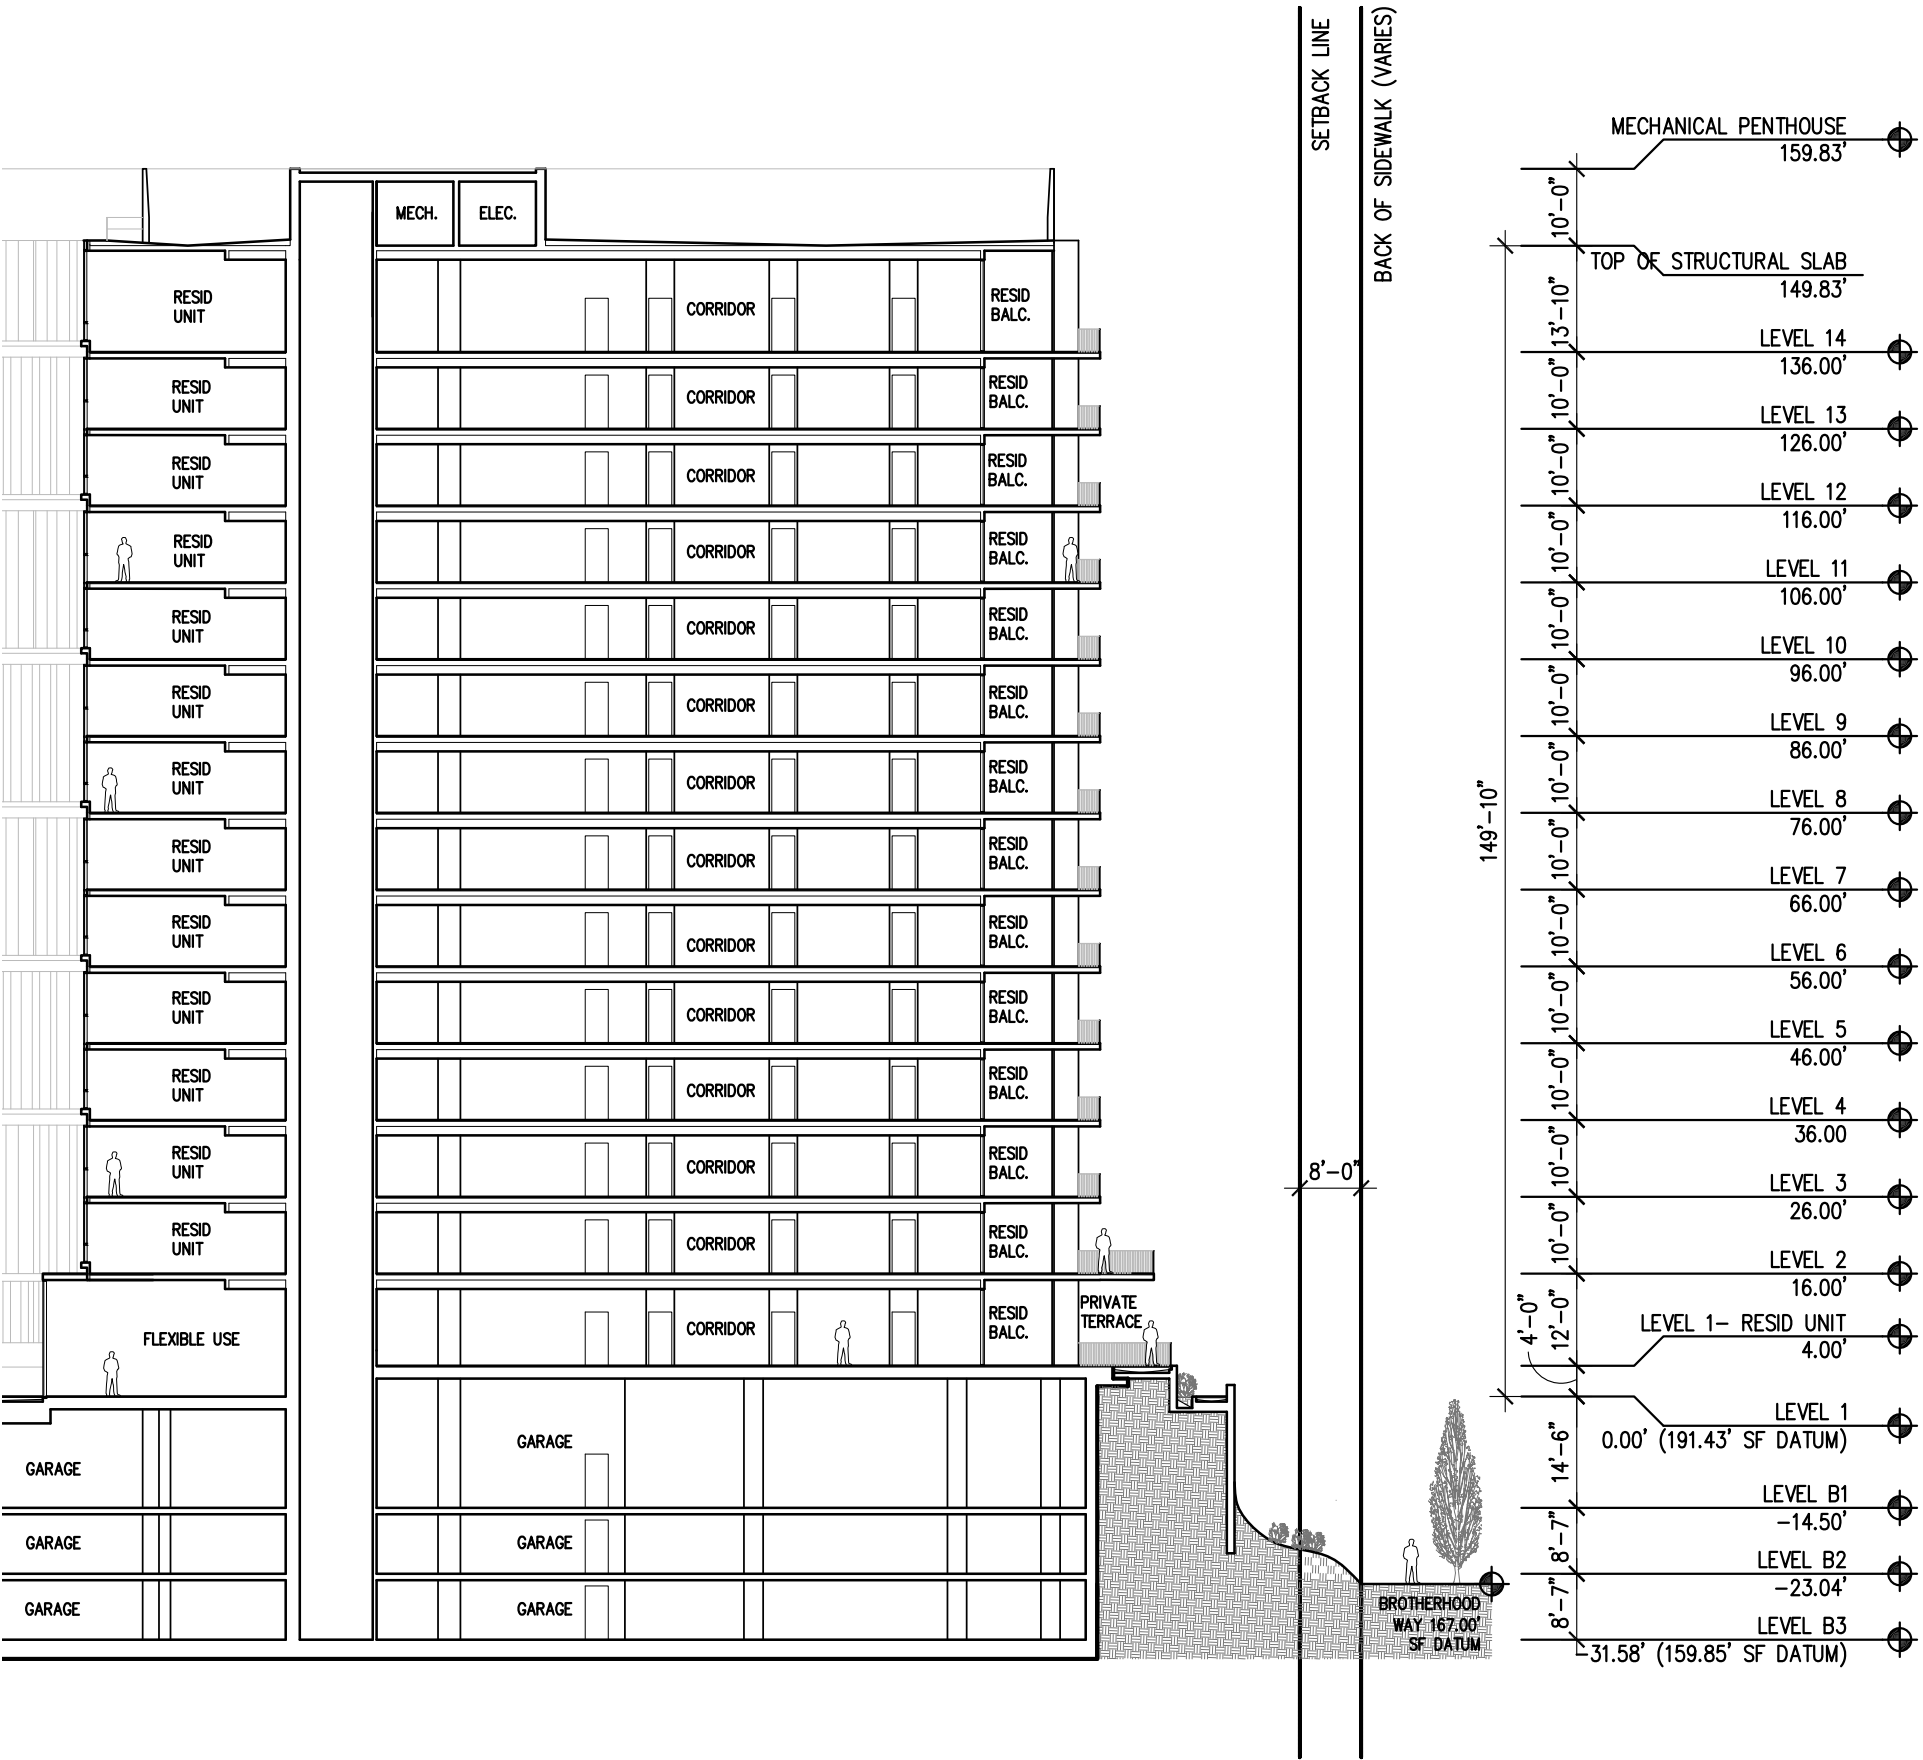 SETBACK LINE
BACK OF SIDEWALK (VARIES)
MECHANICAL PENTHOUSE
159.83'
10'-0"
MECH.
ELEC.
TOP OF STRUCTURAL SLAB
149.83'
13'-10"
RESID
UNIT
CORRIDOR
RESID
BALC.
LEVEL 14
136.00'
10'-0"
RESID
UNIT
CORRIDOR
RESID
BALC.
LEVEL 13
126.00'
10'-0"
RESID
UNIT
CORRIDOR
RESID
BALC.
LEVEL 12
116.00'
10'-0"
RESID
UNIT
CORRIDOR
RESID
BALC.
LEVEL 11
106.00'
10'-0"
RESID
UNIT
CORRIDOR
RESID
BALC.
LEVEL 10
96.00'
10'-0"
RESID
UNIT
CORRIDOR
RESID
BALC.
LEVEL 9
86.00'
10'-0"
RESID
UNIT
CORRIDOR
RESID
BALC.
149'-10"
LEVEL 8
76.00'
10'-0"
RESID
UNIT
CORRIDOR
RESID
BALC.
LEVEL 7
66.00'
10'-0"
RESID
UNIT
CORRIDOR
RESID
BALC.
LEVEL 6
56.00'
10'-0"
RESID
UNIT
CORRIDOR
RESID
BALC.
LEVEL 5
46.00'
10'-0"
RESID
UNIT
CORRIDOR
RESID
BALC.
LEVEL 4
36.00
10'-0"
RESID
UNIT
CORRIDOR
RESID
BALC.
8'-0"
LEVEL 3
26.00'
10'-0"
RESID
UNIT
CORRIDOR
RESID
BALC.
LEVEL 2
16.00'
12'-0"
4'-0"
FLEXIBLE USE
CORRIDOR
RESID
BALC.
PRIVATE
TERRACE
LEVEL 1- RESID UNIT
4.00'
LEVEL 1
0.00' (191.43' SF DATUM)
14'-6"
GARAGE
GARAGE
LEVEL B1
-14.50'
8'-7"
GARAGE
GARAGE
LEVEL B2
-23.04'
8'-7"
GARAGE
GARAGE
BROTHERHOOD
WAY 167.00'
SF DATUM
LEVEL B3
-31.58' (159.85' SF DATUM)